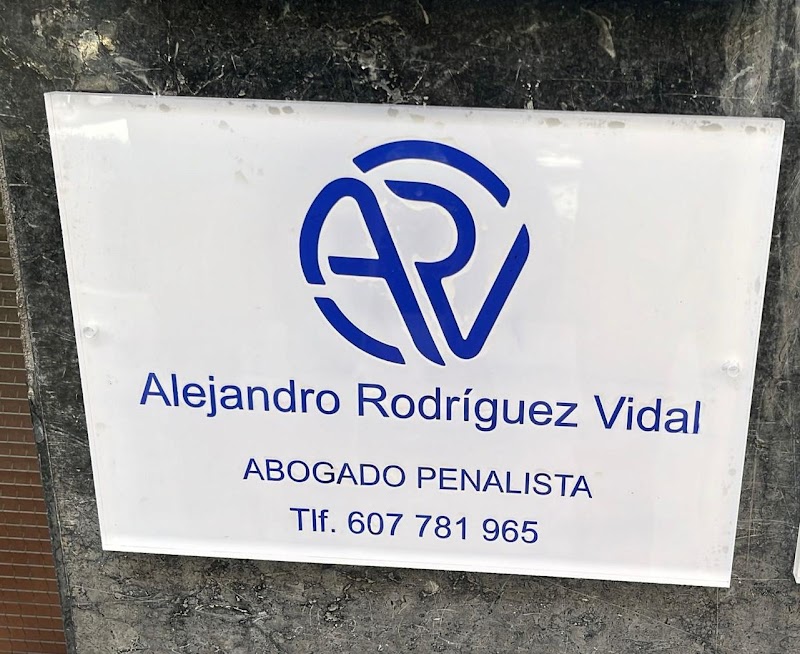 ARV
Alejandro Rodríguez Vidal
ABOGADO PENALISTA
Tlf. 607 781 965